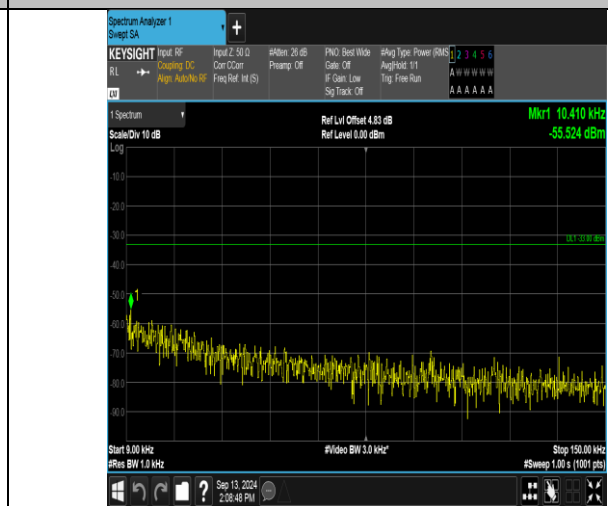 Spectrum Analyzer 1
Swept SA
+
KEYSIGHT
RL
Input: RF
Coupling: DC
Align: Auto/No RF
Input Z: 50 Ω
Corr CCorr
Freq Ref: Int (S)
#Atten: 26 dB
Preamp: Off
PNO: Best Wide
Gate: Off
IF Gain: Low
Sig Track: Off
#Avg Type: Power (RMS
Avg|Hold: 1/1
Trig: Free Run
1 2 3 4 5 6
A W W W W W
A A A A A A
1 Spectrum
Scale/Div 10 dB
Ref Lvl Offset 4.83 dB
Ref Level 0.00 dBm
Mkr1 10.410 kHz
-55.524 dBm
Log
-10.0
-20.0
-30.0
DL1 -33.00 dBm
-40.0
-50.0
1
-60.0
-70.0
-80.0
-90.0
Start 9.00 kHz
#Res BW 1.0 kHz
#Video BW 3.0 kHz*
Stop 150.00 kHz
#Sweep 1.00 s (1001 pts)
?
Sep 13, 2024
2:08:48 PM